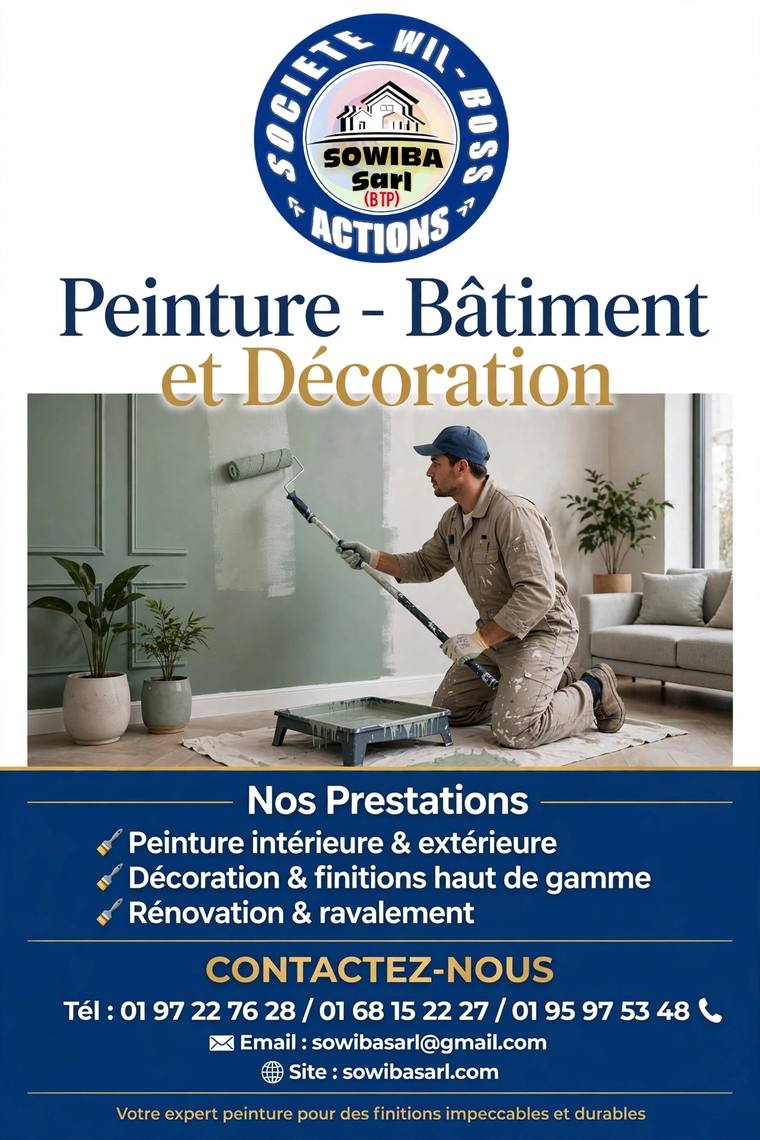 SOCIETE WIL-BOSS
SOWIBA
Sarl
(BTP)
« ACTIONS »
Peinture - Bâtiment
et Décoration
Nos Prestations
Peinture intérieure & extérieure
Décoration & finitions haut de gamme
Rénovation & ravalement
CONTACTEZ-NOUS
Tél : 01 97 22 76 28 / 01 68 15 22 27 / 01 95 97 53 48
Email : sowibasarl@gmail.com
Site : sowibasarl.com
Votre expert peinture pour des finitions impeccables et durables